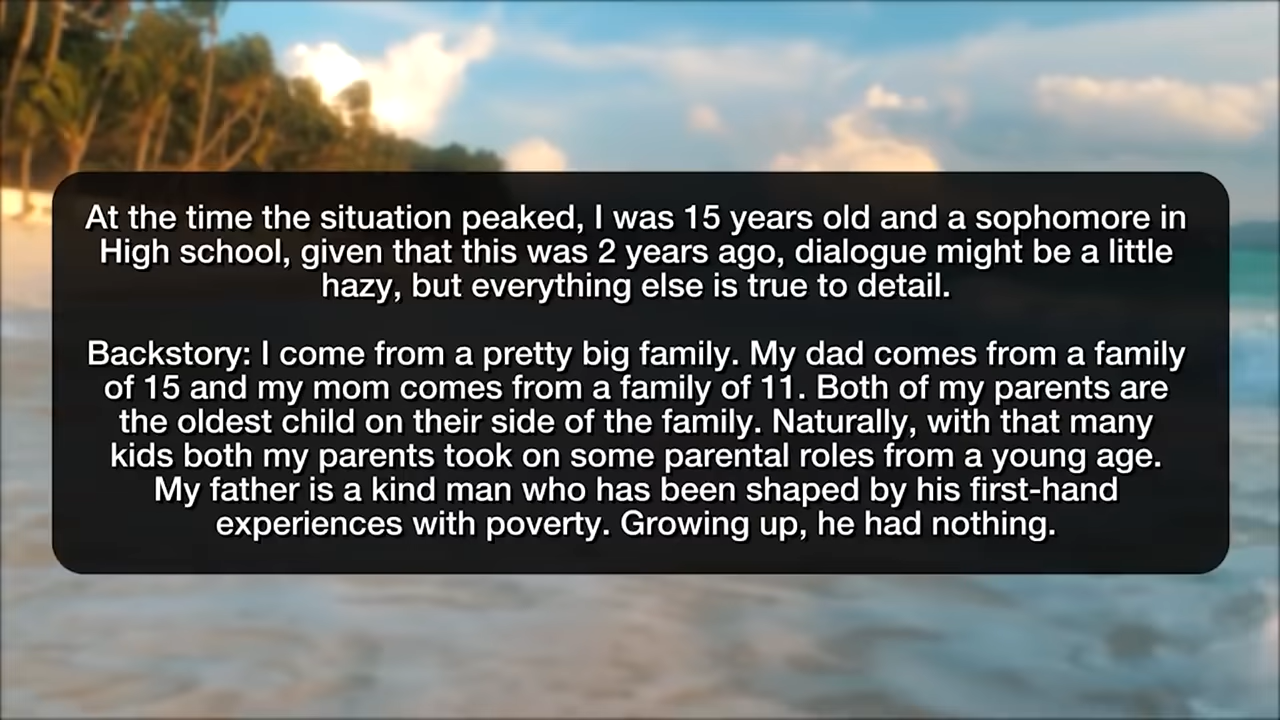 At the time the situation peaked, I was 15 years old and a sophomore in
High school, given that this was 2 years ago, dialogue might be a little
hazy, but everything else is true to detail.
Backstory: I come from a pretty big family. My dad comes from a family
of 15 and my mom comes from a family of 11. Both of my parents are
the oldest child on their side of the family. Naturally, with that many
kids both my parents took on some parental roles from a young age.
My father is a kind man who has been shaped by his first-hand
experiences with poverty. Growing up, he had nothing.